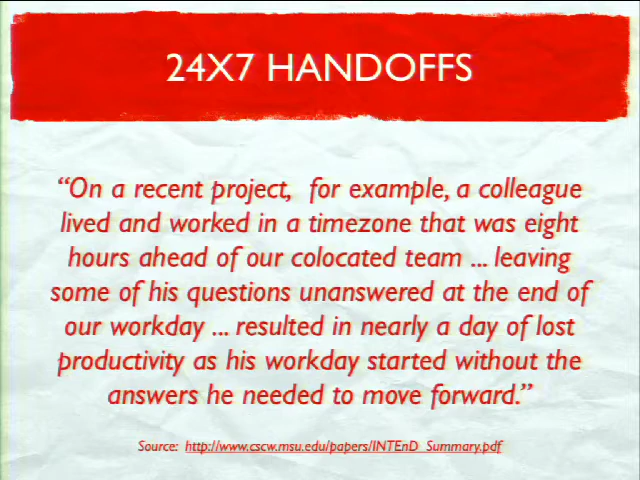 24X7 HANDOFFS
“On a recent project, for example, a colleague
lived and worked in a timezone that was eight
hours ahead of our colocated team ... leaving
some of his questions unanswered at the end of
our workday ... resulted in nearly a day of lost
productivity as his workday started without the
answers he needed to move forward.”
Source: http://www.cscw.msu.edu/papers/INTEnD_Summary.pdf